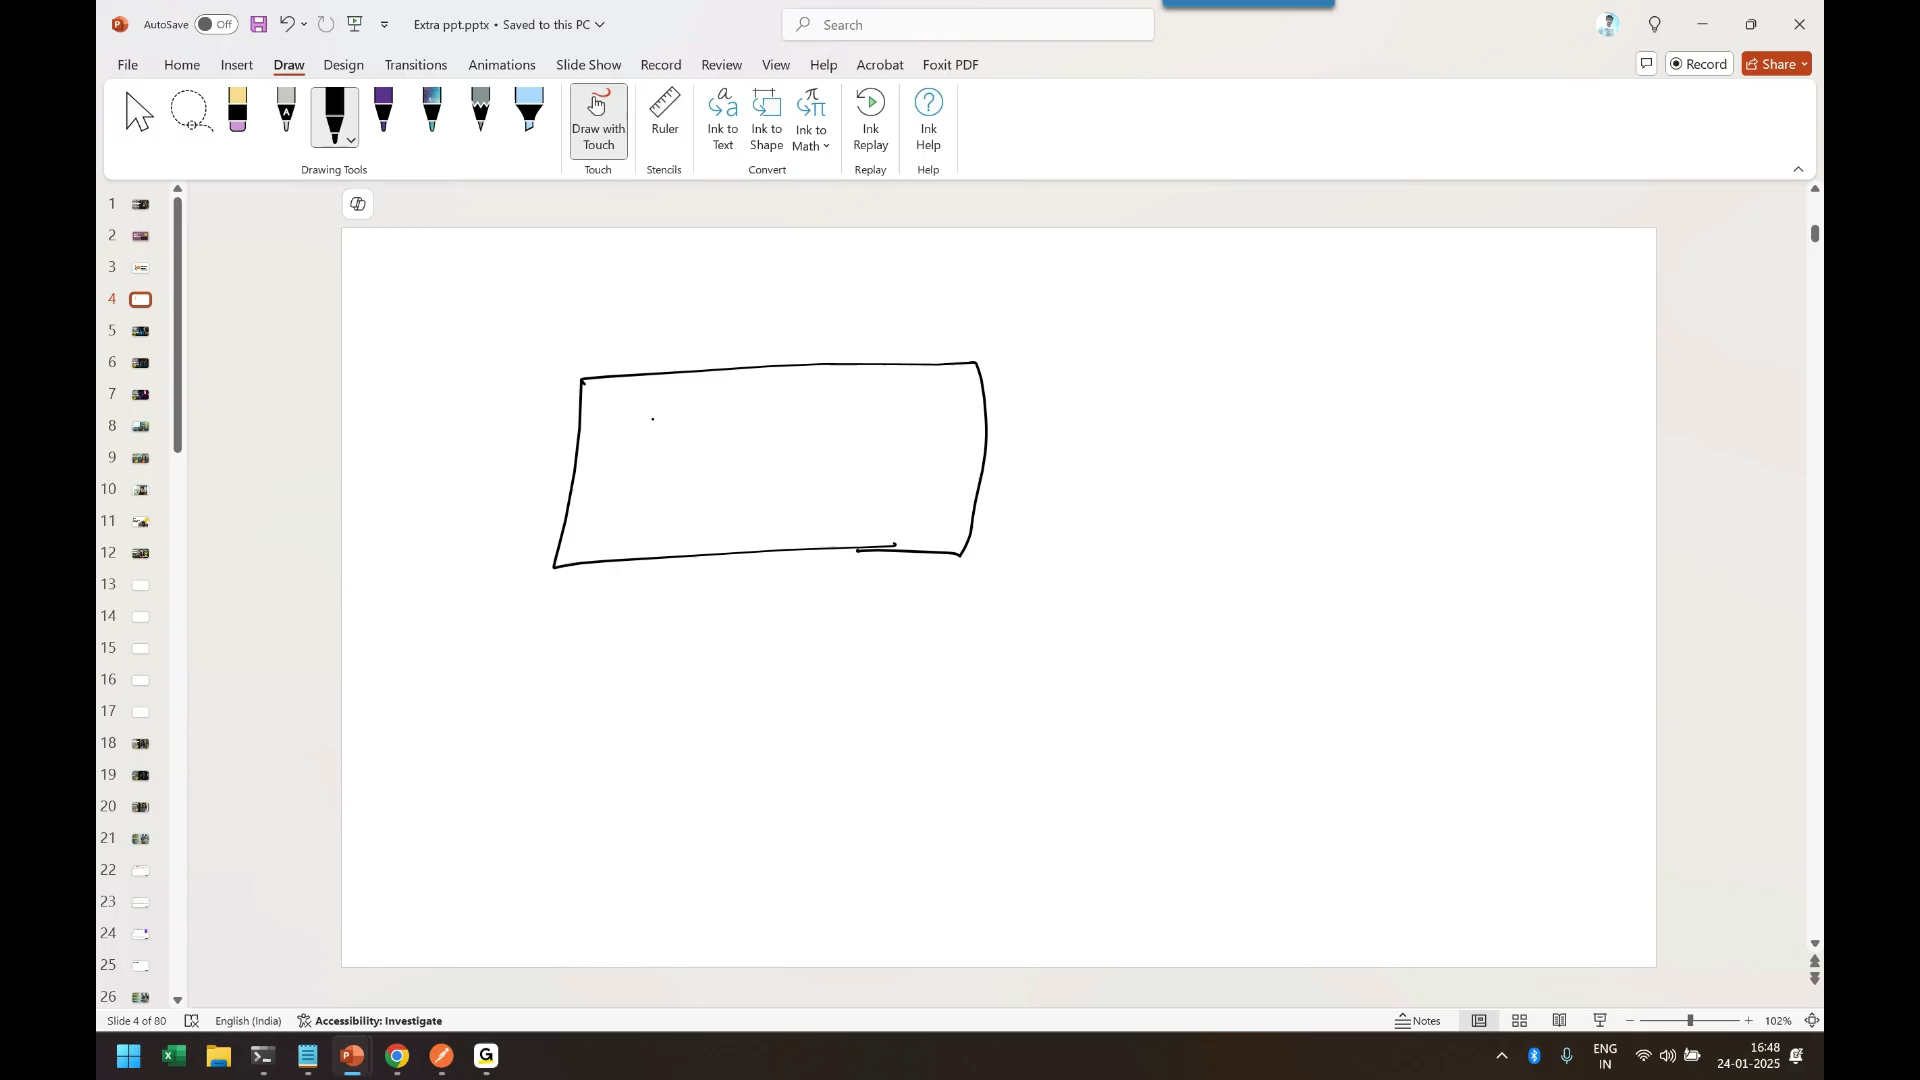 AutoSave Off Extra ppt.pptx • Saved to this PC Search
File Home Insert Draw Design Transitions Animations Slide Show Record Review View Help Acrobat Foxit PDF Record Share
Draw with Touch
Ruler
Ink to Text
Ink to Shape
Ink to Math
Ink Replay
Ink Help
Drawing Tools Touch Stencils Convert Replay Help
1
2
3
4
5
6
7
8
9
10
11
12
13
14
15
16
17
18
19
20
21
22
23
24
25
26
Slide 4 of 80 English (India) Accessibility: Investigate Notes 102%
ENG IN
16:48
24-01-2025